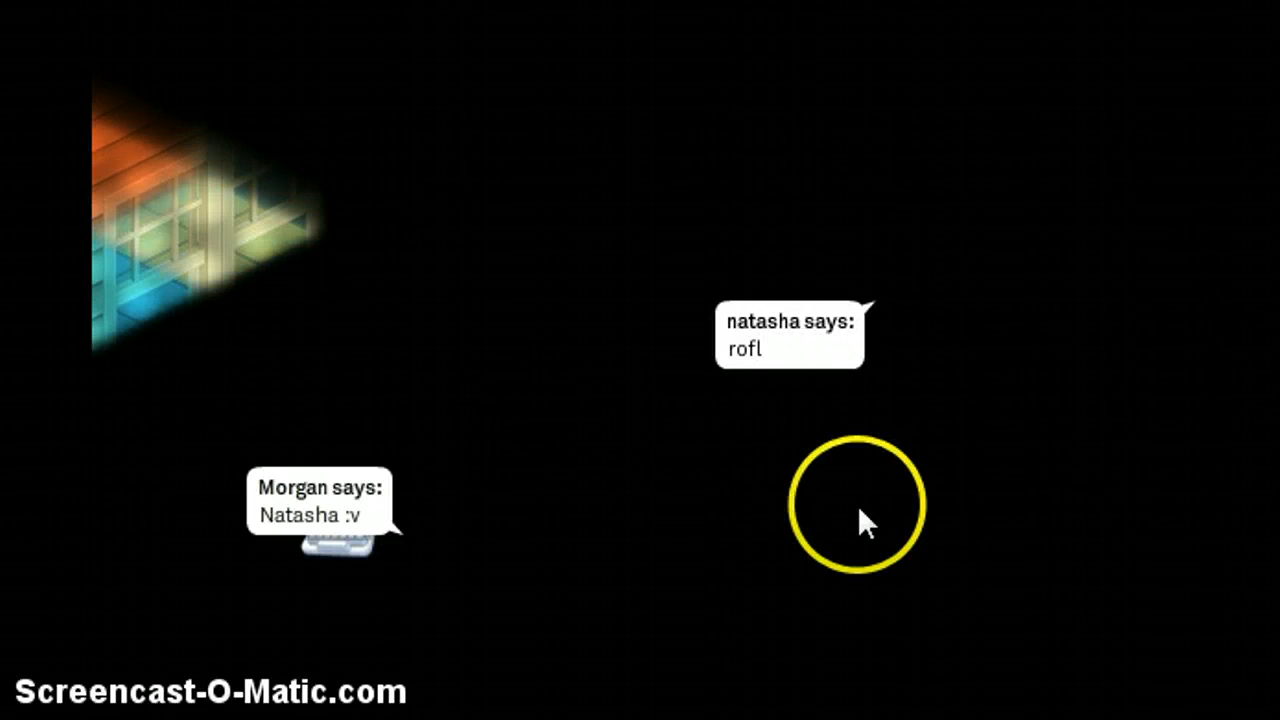 natasha says:
rofl
Morgan says:
Natasha :v
Screencast-O-Matic.com